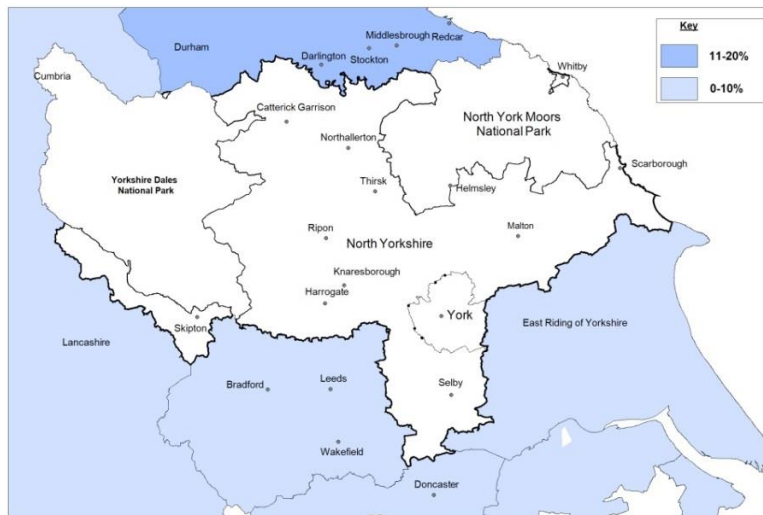 Key
11-20%
0-10%
Durham
Middlesbrough
Redcar
Darlington
Stockton
Cumbria
Whitby
Catterick Garrison
North York Moors
National Park
Northallerton
Scarborough
Yorkshire Dales
National Park
Thirsk
Helmsley
Ripon
North Yorkshire
Malton
Knaresborough
Harrogate
York
East Riding of Yorkshire
Skipton
Lancashire
Bradford
Leeds
Selby
Wakefield
Doncaster